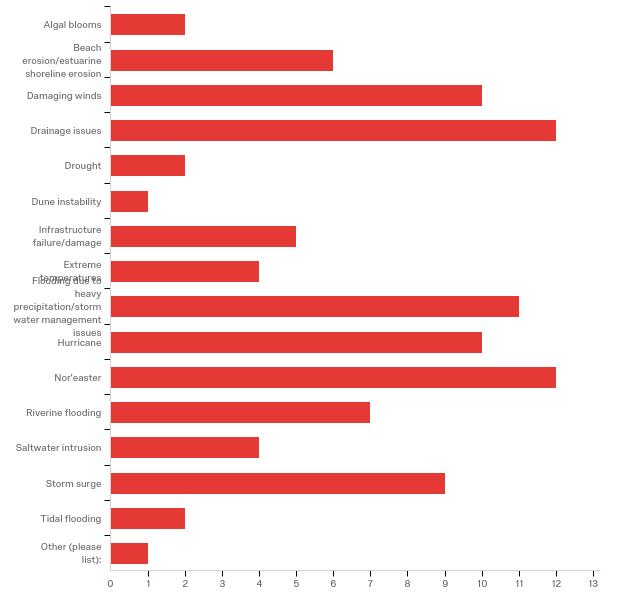 Algal blooms
Beach
erosion/estuarine
shoreline erosion
Damaging winds
Drainage issues
Drought
Dune instability
Infrastructure
failure/damage
Extreme
temperatures
Flooding due to
heavy
precipitation/storm
water management
issues
Hurricane
Nor'easter
Riverine flooding
Saltwater intrusion
Storm surge
Tidal flooding
Other (please
list):
0 1 2 3 4 5 6 7 8 9 10 11 12 13